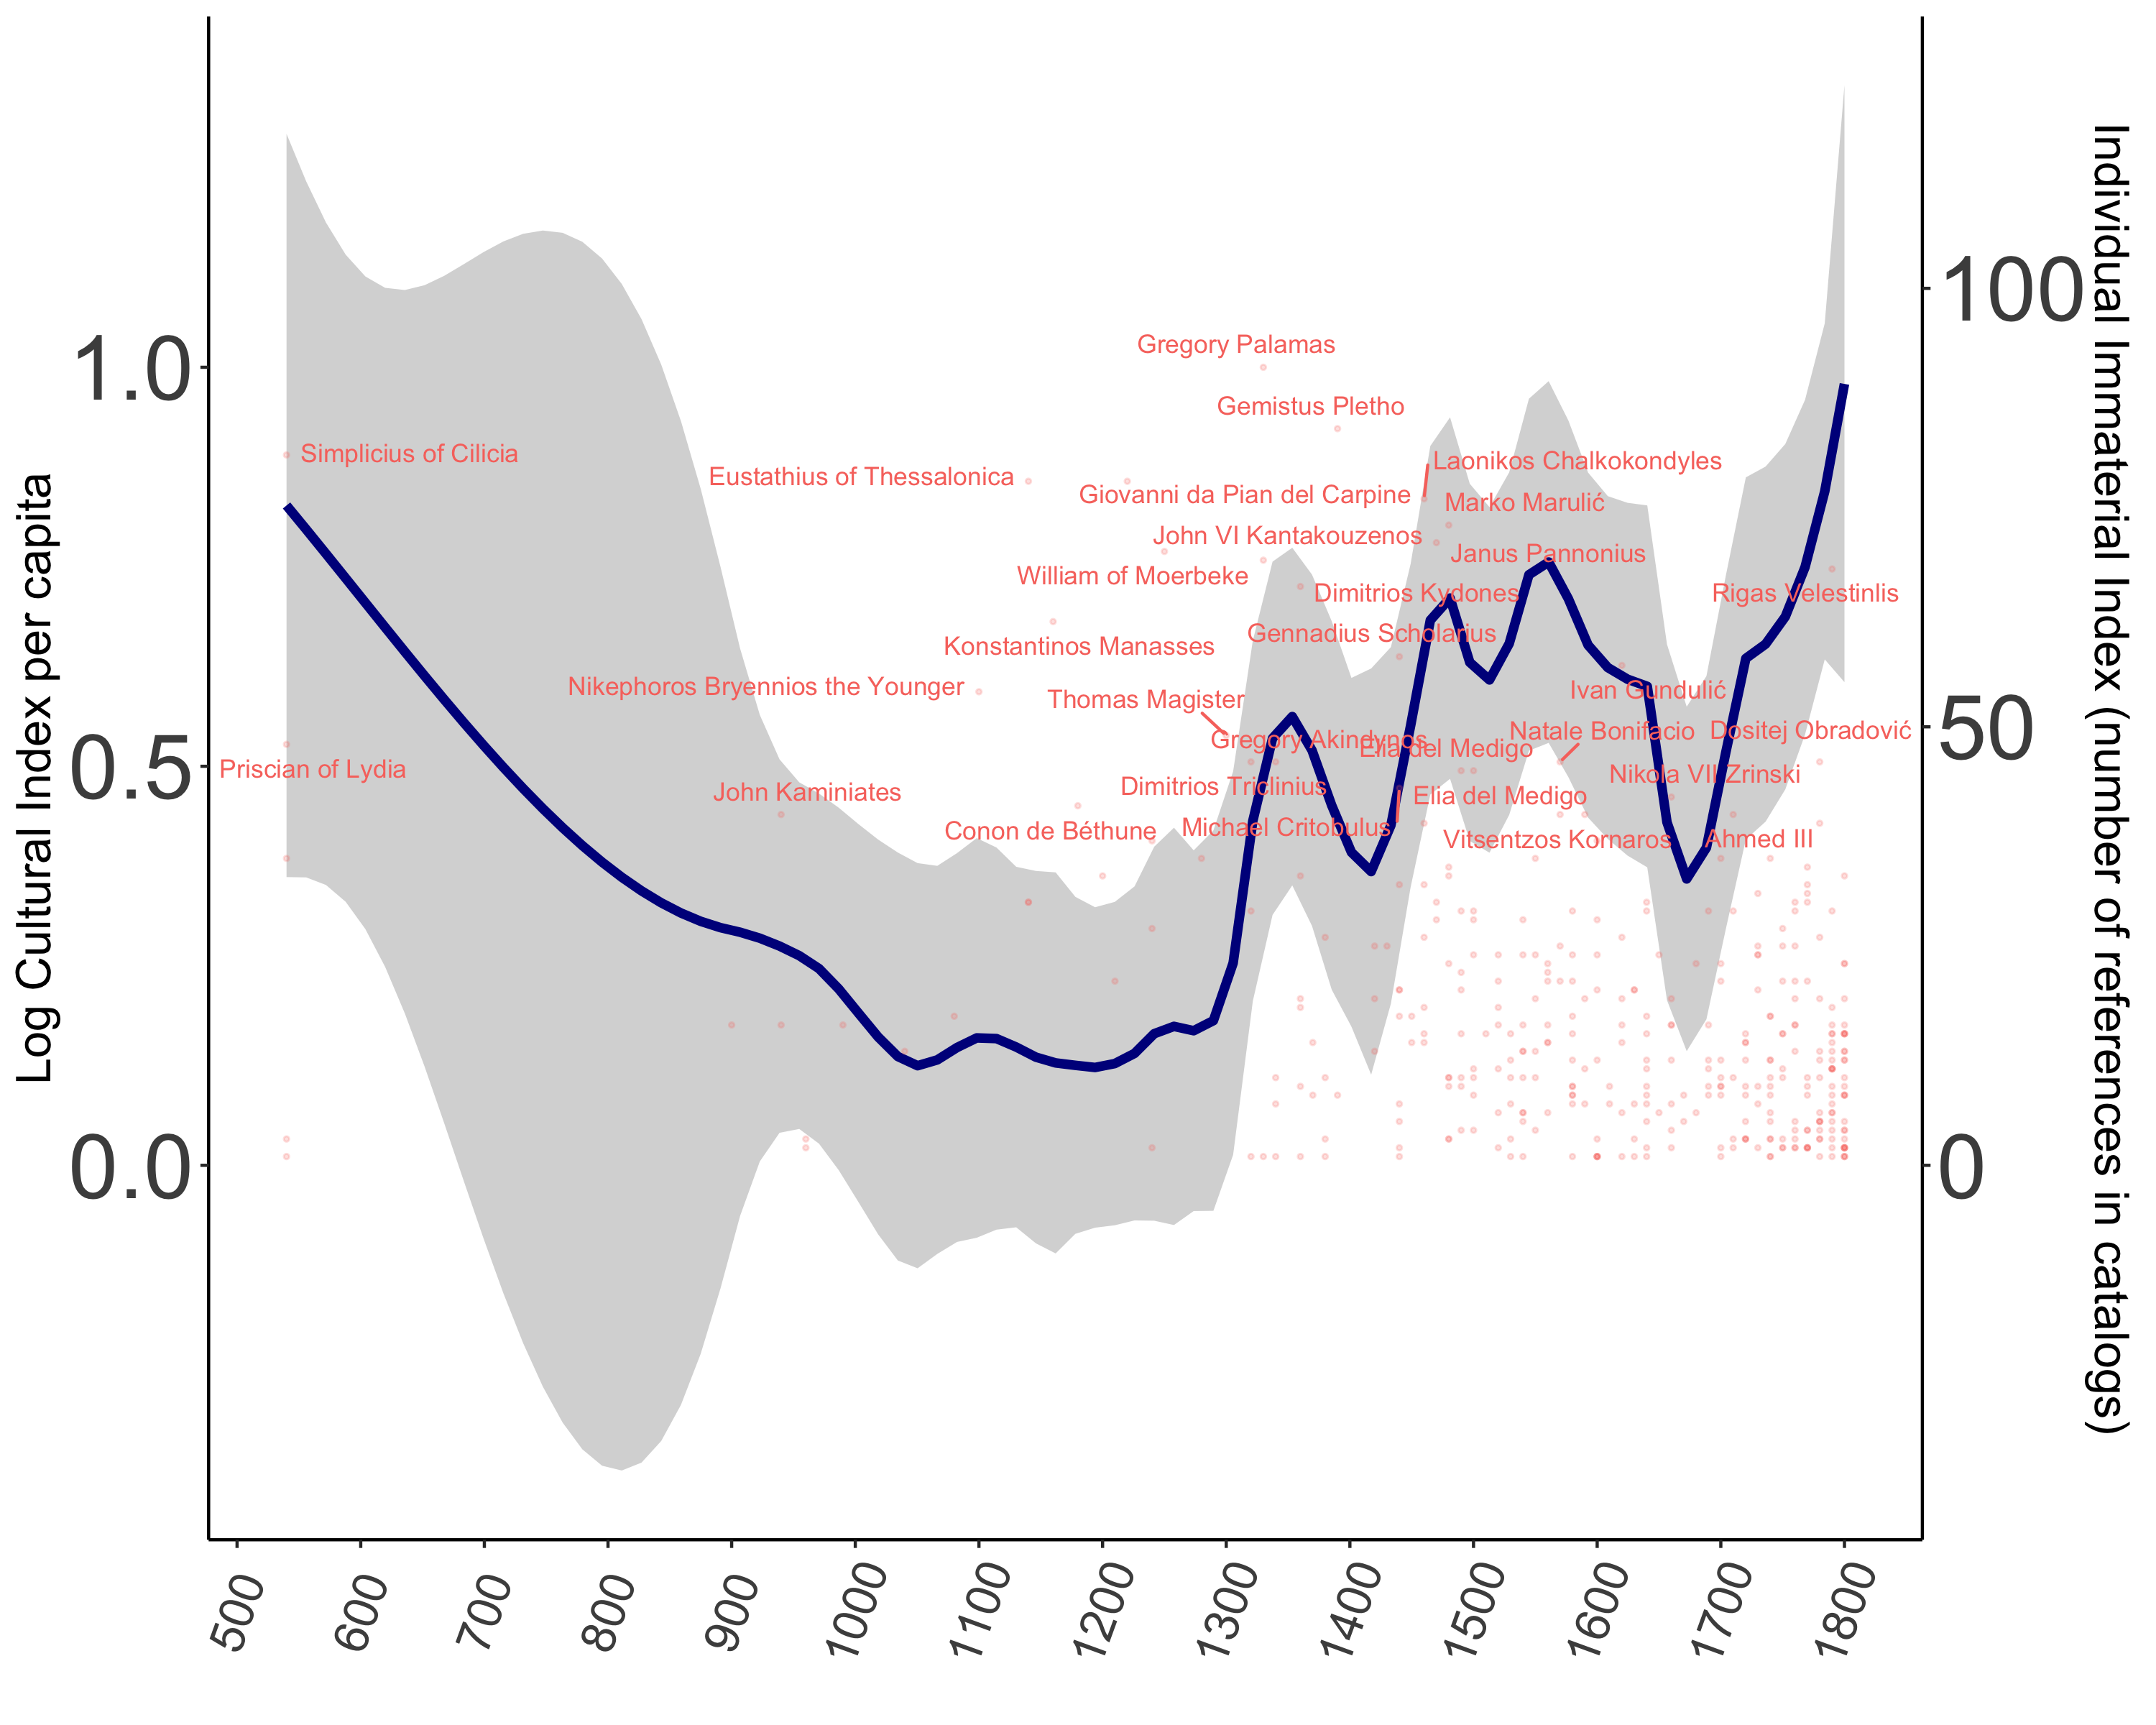 Log Cultural Index per capita
1.0
0.5
0.0
Gregory Palamas
Gemistus Pletho
Simplicius of Cilicia
Laonikos Chalkokondyles
Eustathius of Thessalonica
Giovanni da Pian del Carpine
Marko Marulić
John VI Kantakouzenos
Janus Pannonius
William of Moerbeke
Dimitrios Kydones
Rigas Velestinlis
Gennadius Scholarius
Konstantinos Manasses
Nikephoros Bryennios the Younger
Ivan Gundulić
Thomas Magister
Natale Bonifacio
Dositej Obradović
Gregory Akindynos
Elia del Medigo
Priscian of Lydia
Nikola VII Zrinski
Dimitrios Triclinius
John Kaminiates
Elia del Medigo
Conon de Béthune
Michael Critobulus
Vitsentzos Kornaros
Ahmed III
100
50
0
Individual Immaterial Index (number of references in catalogs)
500
600
700
800
900
1000
1100
1200
1300
1400
1500
1600
1700
1800